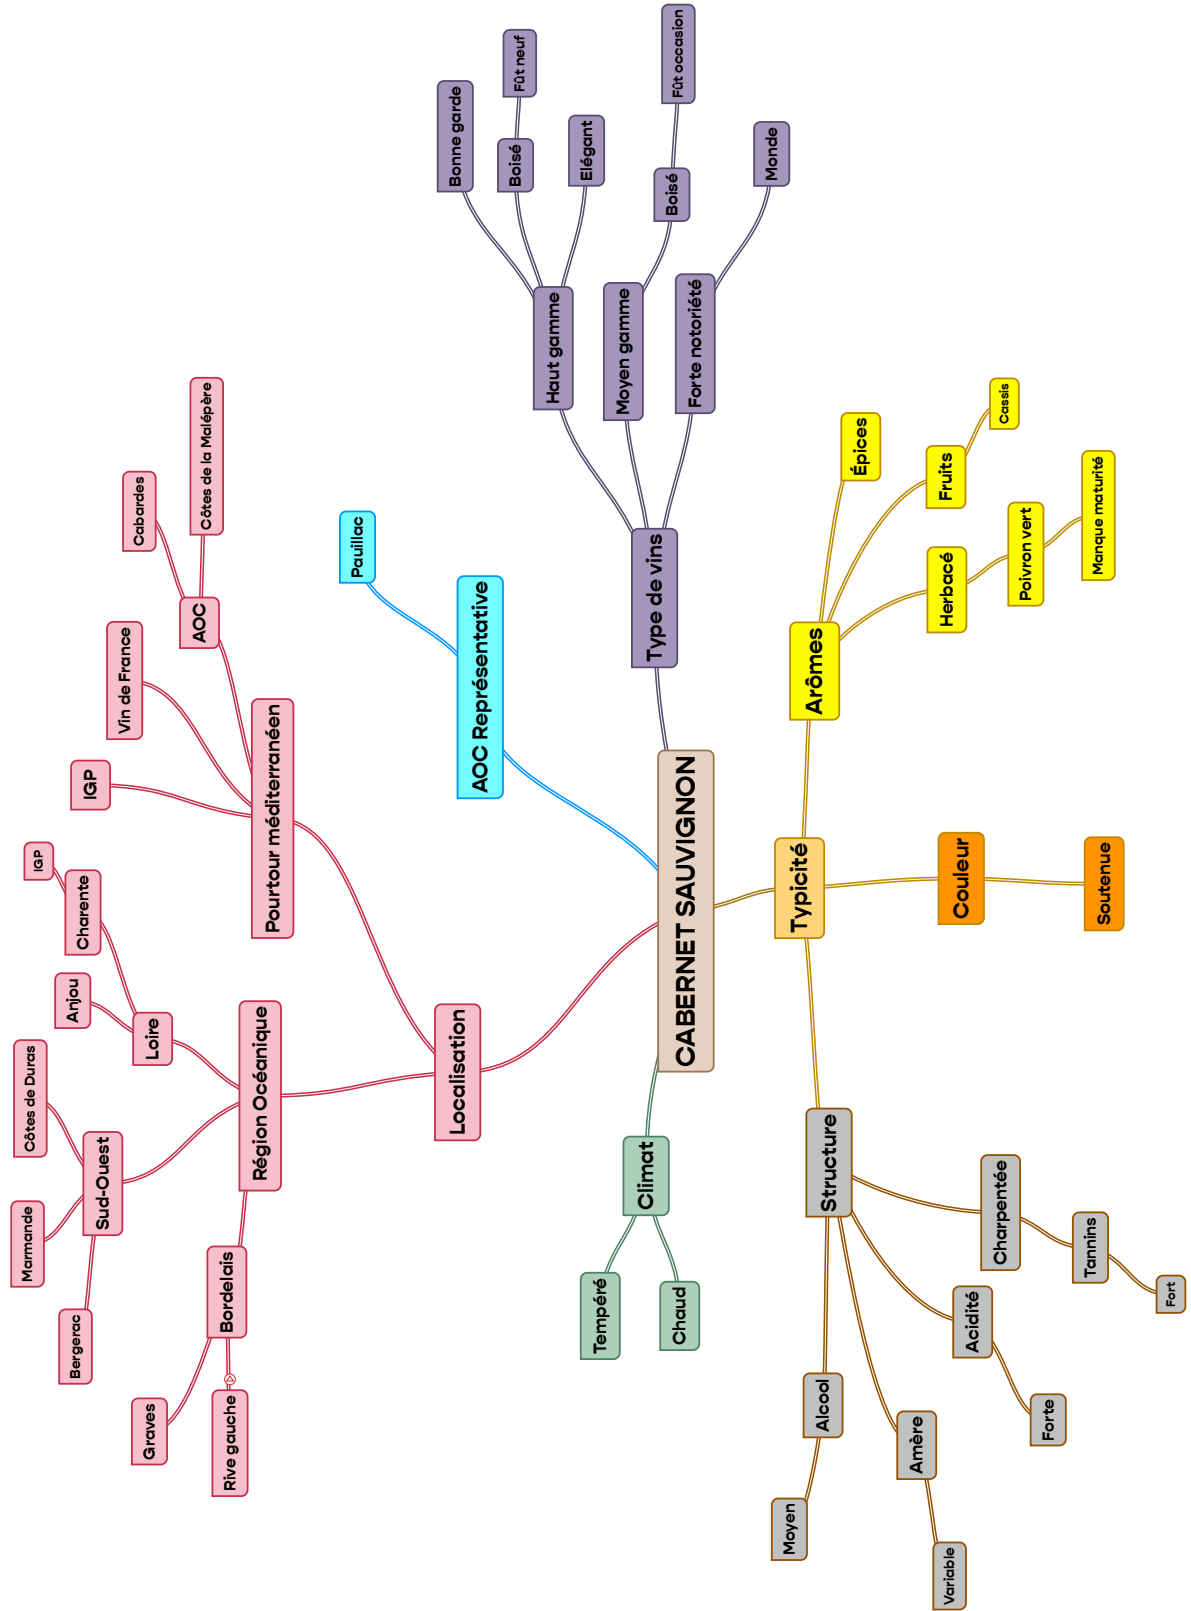 CABERNET SAUVIGNON
Type de vins
Haut gamme
Bonne garde
Boisé
Fût neuf
Elégant
Moyen gamme
Boisé
Fût occasion
Forte notoriété
Monde
Typicité
Arômes
Épices
Fruits
Cassis
Herbacé
Poivron vert
Manque maturité
Couleur
Soutenue
Structure
Charpentée
Tannins
Fort
Acidité
Forte
Amère
Variable
Alcool
Moyen
Climat
Tempéré
Chaud
Localisation
Région Océanique
Bordelais
Graves
Rive gauche
Sud-Ouest
Bergerac
Marmande
Côtes de Duras
Loire
Anjou
Charente
IGP
Pourtour méditerranéen
IGP
Vin de France
AOC
Cabardes
Côtes de la Malépère
AOC Représentative
Pauillac